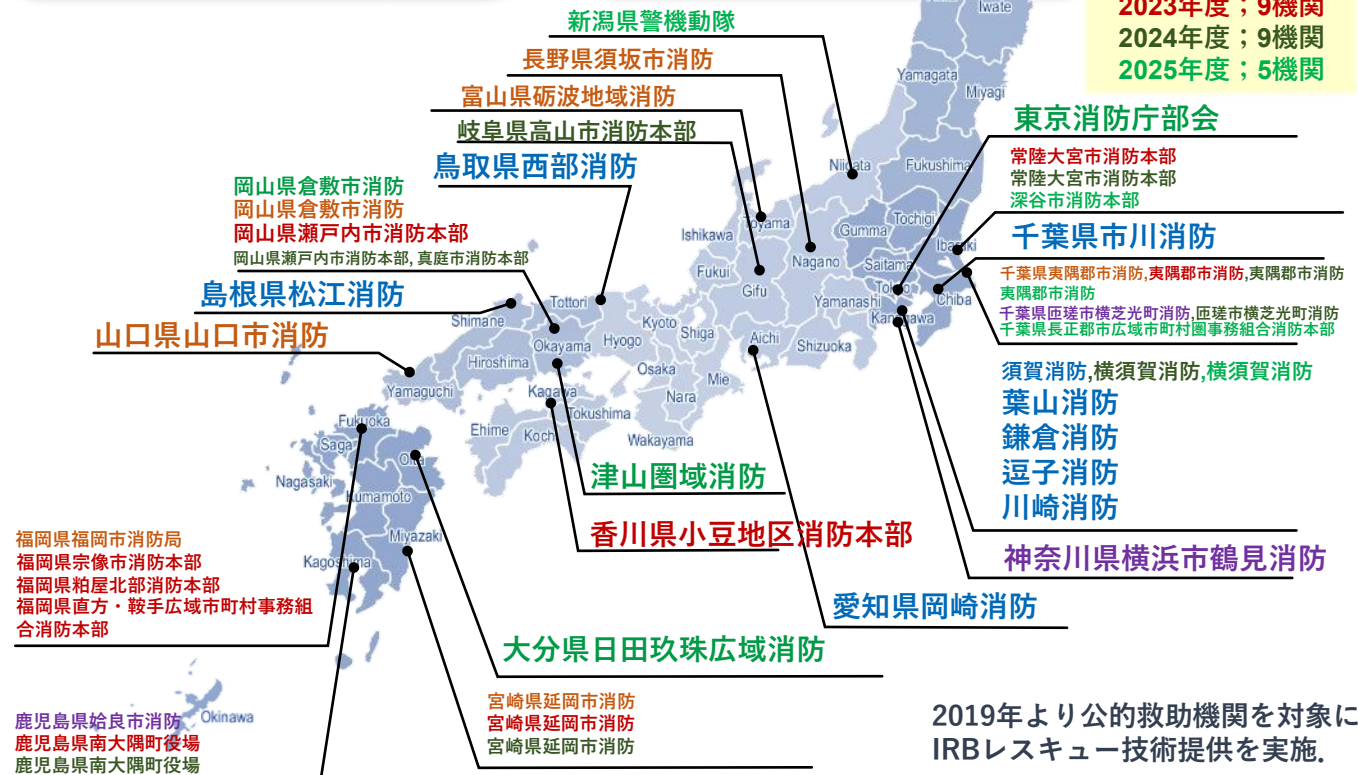 Iwate
2023年度；9機関
2024年度；9機関
2025年度；5機関
新潟県警機動隊
長野県須坂市消防
富山県砺波地域消防
岐阜県高山市消防本部
鳥取県西部消防
Yamagata
Miyagi
東京消防庁部会
常陸大宮市消防本部
常陸大宮市消防本部
深谷市消防本部
千葉県市川消防
千葉県夷隅郡市消防,夷隅郡市消防,夷隅郡市消防
夷隅郡市消防
千葉県匝瑳市横芝光町消防,匝瑳市横芝光町消防
千葉県長正郡市広域市町村圏事務組合消防本部
岡山県倉敷市消防
岡山県倉敷市消防
岡山県瀬戸内市消防本部
岡山県瀬戸内市消防本部, 真庭市消防本部
島根県松江消防
山口県山口市消防
Niigata
Fukushima
Toyama
Ishikawa
Tochigi
Gumma
Ibaraki
Nagano
Saitama
Fukui
Gifu
Tokyo
Chiba
Yamanashi
Kanagawa
Tottori
Shimane
Kyoto
Shiga
Aichi
Shizuoka
Okayama
Hyogo
Hiroshima
Osaka
Mie
Yamaguchi
Kagawa
Nara
Tokushima
Ehime
Kochi
Wakayama
Fukuoka
Saga
Oita
Nagasaki
Kumamoto
Miyazaki
Kagoshima
Okinawa
須賀消防,横須賀消防,横須賀消防
葉山消防
鎌倉消防
逗子消防
川崎消防
神奈川県横浜市鶴見消防
津山圏域消防
香川県小豆地区消防本部
愛知県岡崎消防
大分県日田玖珠広域消防
福岡県福岡市消防局
福岡県宗像市消防本部
福岡県粕屋北部消防本部
福岡県直方・鞍手広域市町村事務組
合消防本部
宮崎県延岡市消防
宮崎県延岡市消防
宮崎県延岡市消防
鹿児島県姶良市消防
鹿児島県南大隅町役場
鹿児島県南大隅町役場
2019年より公的救助機関を対象に
IRBレスキュー技術提供を実施.